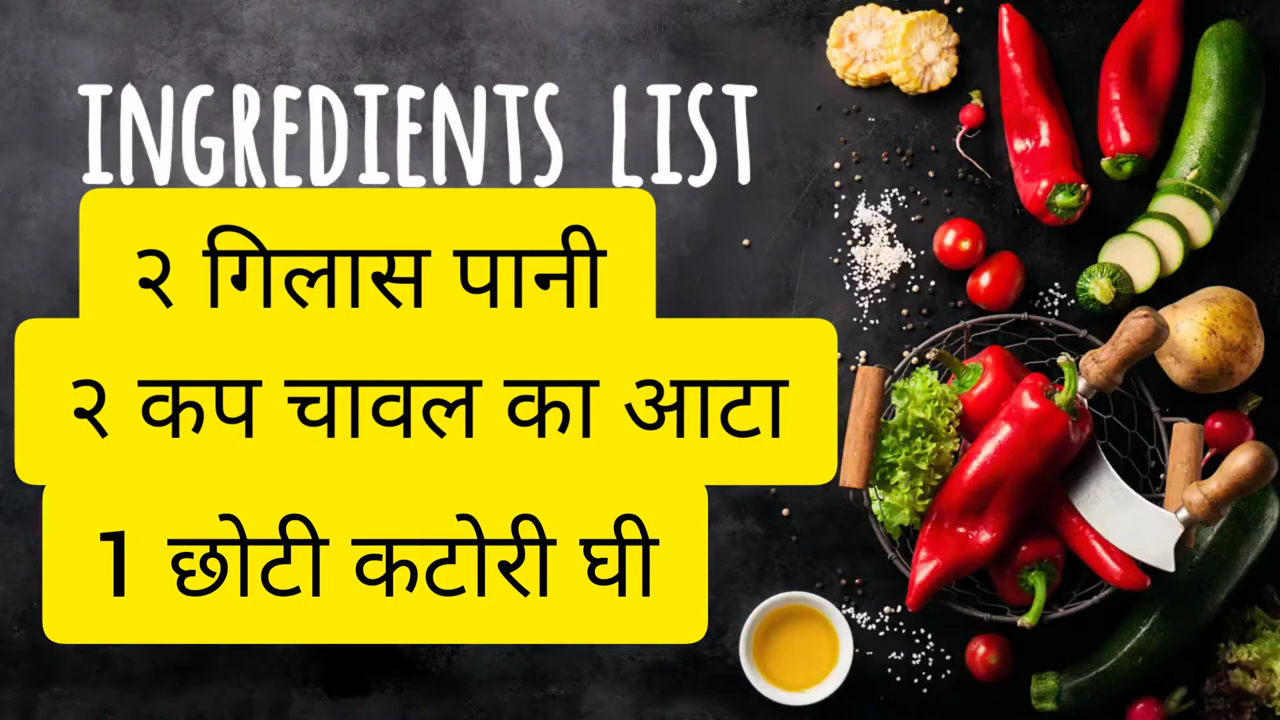 INGREDIENTS LIST
२ गिलास पानी
२ कप चावल का आटा
1 छोटी कटोरी घी